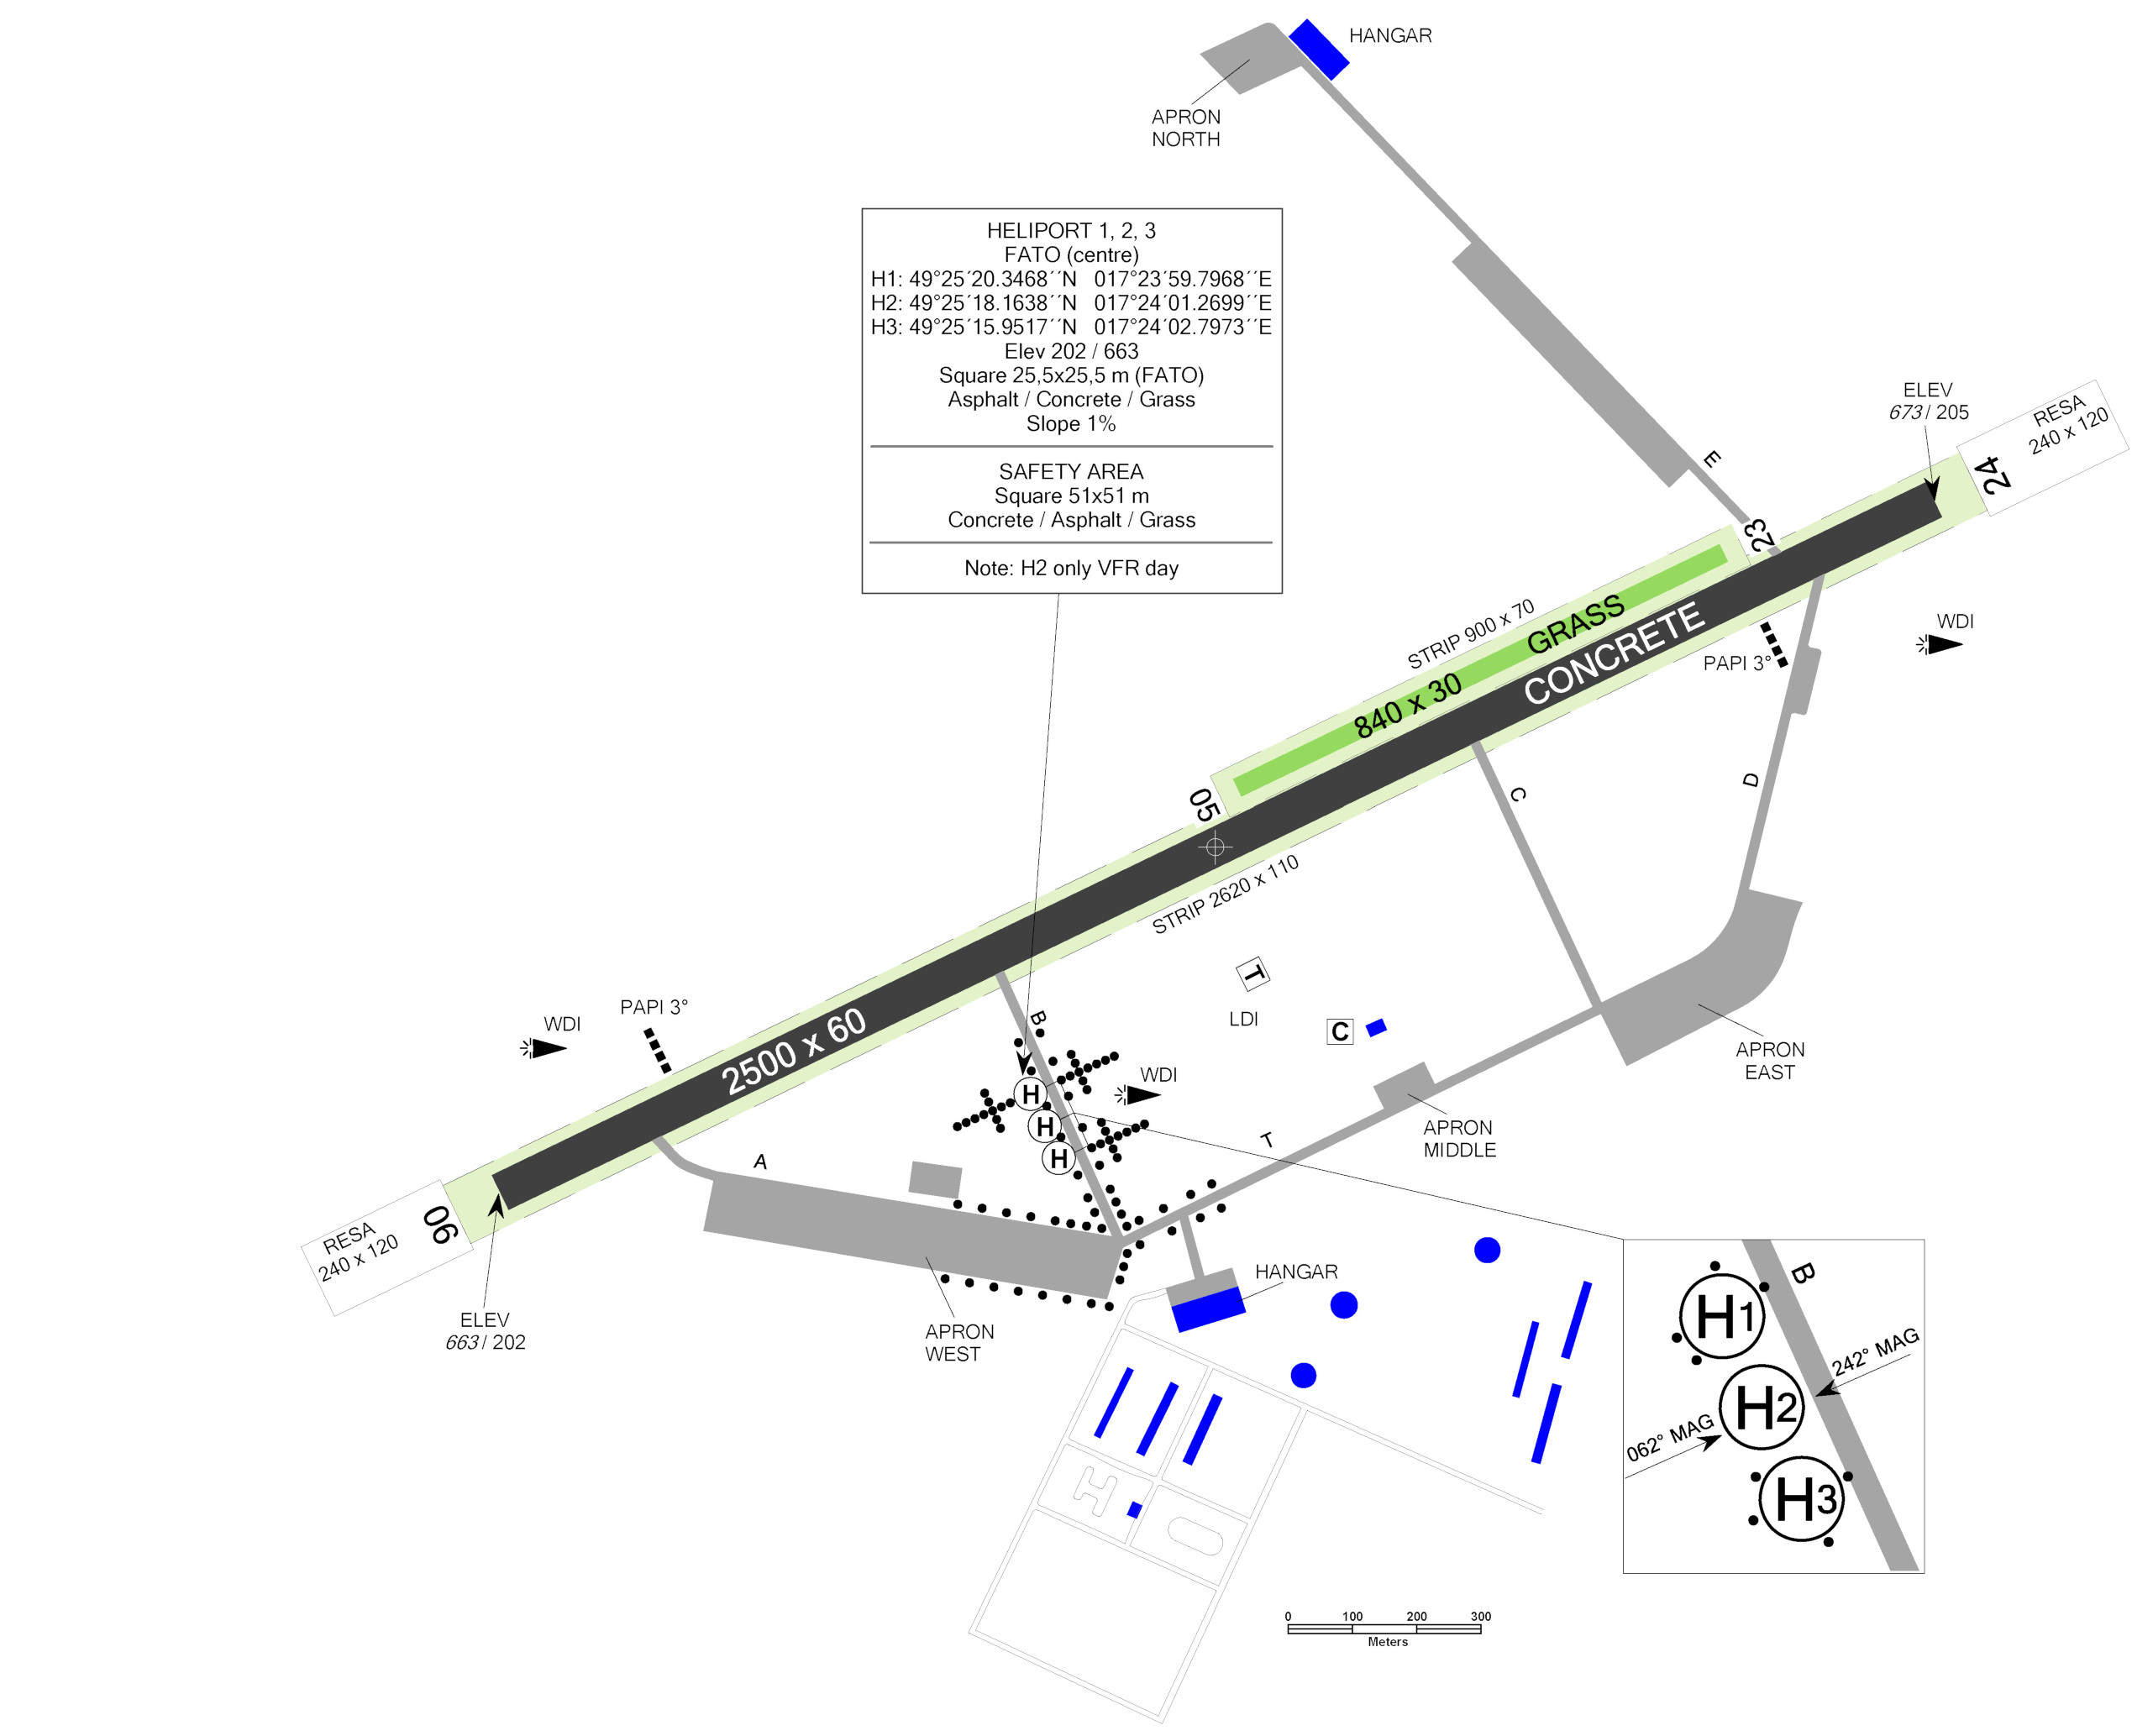 HANGAR
APRON
NORTH
HELIPORT 1, 2, 3
FATO (centre)
H1: 49°25´20.3468´´N 017°23´59.7968´´E
H2: 49°25´18.1638´´N 017°24´01.2699´´E
H3: 49°25´15.9517´´N 017°24´02.7973´´E
Elev 202 / 663
Square 25,5x25,5 m (FATO)
Asphalt / Concrete / Grass
Slope 1%
SAFETY AREA
Square 51x51 m
Concrete / Asphalt / Grass
Note: H2 only VFR day
ELEV
673 / 205
RESA
240 x 120
24
E
23
STRIP 900 x 70
840 x 30 GRASS
CONCRETE
PAPI 3°
WDI
05
C
D
STRIP 2620 x 110
T
LDI
C
PAPI 3°
WDI
2500 x 60
B
WDI
H
H
H
APRON
EAST
APRON
MIDDLE
T
A
06
RESA
240 x 120
ELEV
663 / 202
APRON
WEST
HANGAR
B
H1
242° MAG
H2
062° MAG
H3
0 100 200 300
Meters